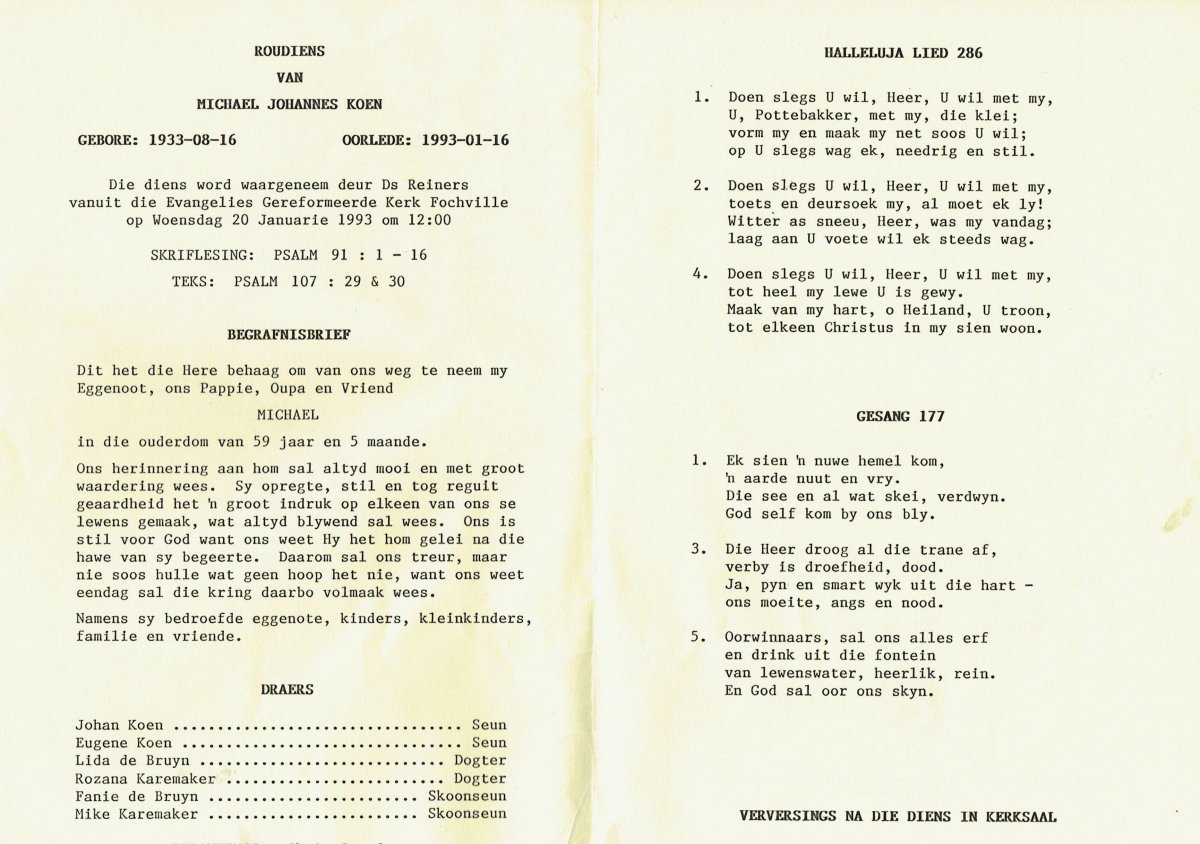 ROUDIENS
VAN
MICHAEL JOHANNES KOEN
GEBORE: 1933-08-16 OORLEDE: 1993-01-16
Die diens word waargeneem deur Ds Reiners
vanuit die Evangelies Gereformeerde Kerk Fochville
op Woensdag 20 Januarie 1993 om 12:00
SKRIFLESING: PSALM 91 : 1 - 16
TEKS: PSALM 107 : 29 & 30
BEGRAFNISBRIEF
Dit het die Here behaag om van ons weg te neem my
Eggenoot, ons Pappie, Oupa en Vriend
MICHAEL
in die ouderdom van 59 jaar en 5 maande.
Ons herinnering aan hom sal altyd mooi en met groot
waardering wees. Sy opregte, stil en tog reguit
geaardheid het 'n groot indruk op elkeen van ons se
lewens gemaak, wat altyd blywend sal wees. Ons is
stil voor God want ons weet Hy het hom gelei na die
hawe van sy begeerte. Daarom sal ons treur, maar
nie soos hulle wat geen hoop het nie, want ons weet
eendag sal die kring daarbo volmaak wees.
Namens sy bedroefde eggenote, kinders, kleinkinders,
familie en vriende.
DRAERS
Johan Koen ................................. Seun
Eugene Koen ................................ Seun
Lida de Bruyn ............................ Dogter
Rozana Karemaker ......................... Dogter
Fanie de Bruyn ........................ Skoonseun
Mike Karemaker ........................ Skoonseun
HALLELUJA LIED 286
1. Doen slegs U wil, Heer, U wil met my,
U, Pottebakker, met my, die klei;
vorm my en maak my net soos U wil;
op U slegs wag ek, needrig en stil.
2. Doen slegs U wil, Heer, U wil met my,
toets en deursoek my, al moet ek ly!
Witter as sneeu, Heer, was my vandag;
laag aan U voete wil ek steeds wag.
4. Doen slegs U wil, Heer, U wil met my,
tot heel my lewe U is gewy.
Maak van my hart, o Heiland, U troon,
tot elkeen Christus in my sien woon.
GESANG 177
1. Ek sien 'n nuwe hemel kom,
'n aarde nuut en vry.
Die see en al wat skei, verdwyn.
God self kom by ons bly.
3. Die Heer droog al die trane af,
verby is droefheid, dood.
Ja, pyn en smart wyk uit die hart -
ons moeite, angs en nood.
5. Oorwinnaars, sal ons alles erf
en drink uit die fontein
van lewenswater, heerlik, rein.
En God sal oor ons skyn.
VERVERSINGS NA DIE DIENS IN KERKSAAL